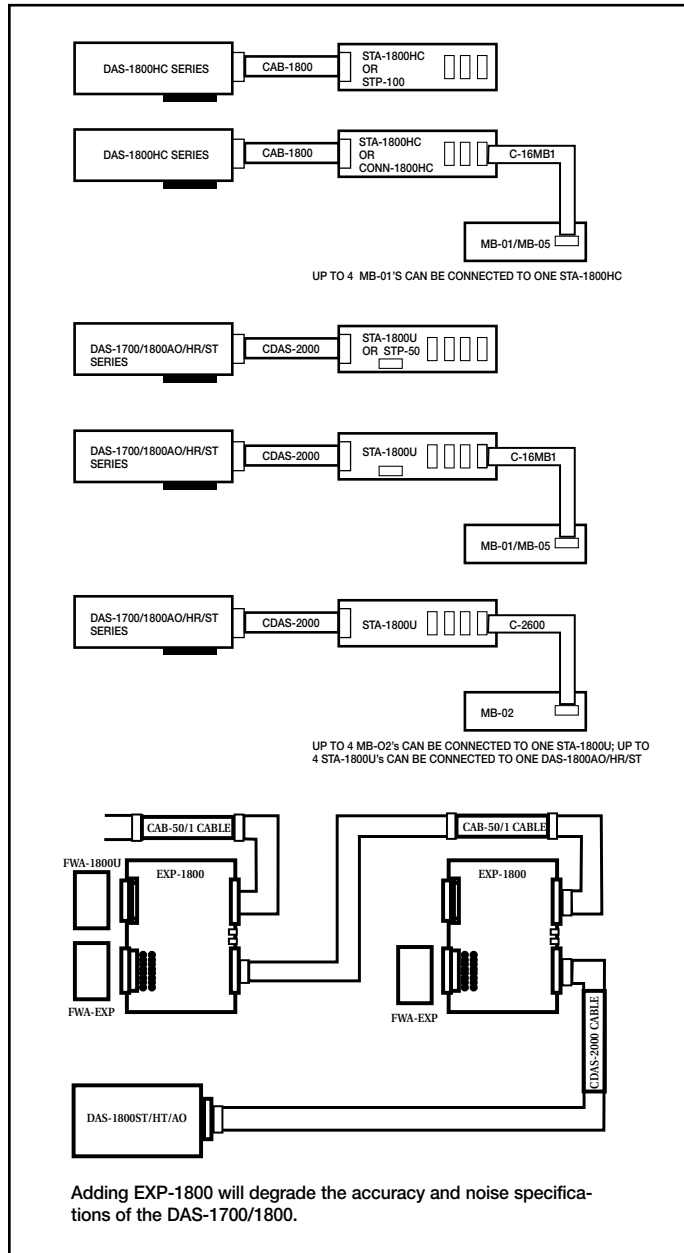 DAS-1800HC SERIES
CAB-1800
STA-1800HC
OR
STP-100
DAS-1800HC SERIES
CAB-1800
STA-1800HC
OR
CONN-1800HC
C-16MB1
MB-01/MB-05
UP TO 4 MB-01'S CAN BE CONNECTED TO ONE STA-1800HC
DAS-1700/1800AO/HR/ST
SERIES
CDAS-2000
STA-1800U
OR STP-50
DAS-1700/1800AO/HR/ST
SERIES
CDAS-2000
STA-1800U
C-16MB1
MB-01/MB-05
DAS-1700/1800AO/HR/ST
SERIES
CDAS-2000
STA-1800U
C-2600
MB-02
UP TO 4 MB-O2's CAN BE CONNECTED TO ONE STA-1800U; UP TO
4 STA-1800U's CAN BE CONNECTED TO ONE DAS-1800AO/HR/ST
CAB-50/1 CABLE
CAB-50/1 CABLE
FWA-1800U
EXP-1800
EXP-1800
FWA-EXP
FWA-EXP
CDAS-2000 CABLE
DAS-1800ST/HT/AO
Adding EXP-1800 will degrade the accuracy and noise specifica-
tions of the DAS-1700/1800.